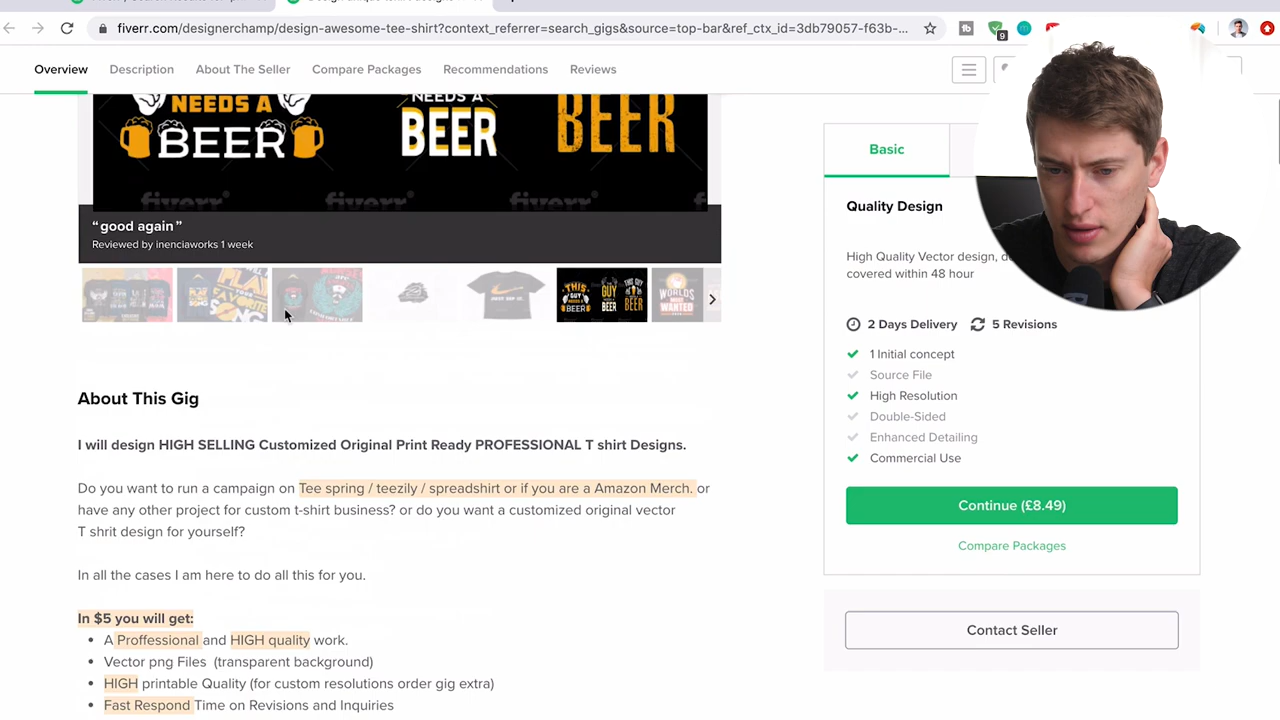 fiverr.com/designerchamp/design-awesome-tee-shirt?context_referrer=search_gigs&source=top-bar&ref_ctx_id=3db79057-f63b-...
9
Overview
Description
About The Seller
Compare Packages
Recommendations
Reviews
NEEDS A
BEER
NEEDS A
BEER
BEER
fiverr
fiverr
"good again"
Reviewed by inenciaworks 1 week
Basic
Quality Design
High Quality Vector design,
covered within 48 hour
2 Days Delivery
5 Revisions
1 Initial concept
Source File
High Resolution
Double-Sided
Enhanced Detailing
Commercial Use
Continue (£8.49)
Compare Packages
Contact Seller
About This Gig
I will design HIGH SELLING Customized Original Print Ready PROFESSIONAL T shirt Designs.
Do you want to run a campaign on Tee spring / teezily / spreadshirt or if you are a Amazon Merch. or
have any other project for custom t-shirt business? or do you want a customized original vector
T shrit design for yourself?
In all the cases I am here to do all this for you.
In $5 you will get:
• A Proffessional and HIGH quality work.
• Vector png Files (transparent background)
• HIGH printable Quality (for custom resolutions order gig extra)
• Fast Respond Time on Revisions and Inquiries